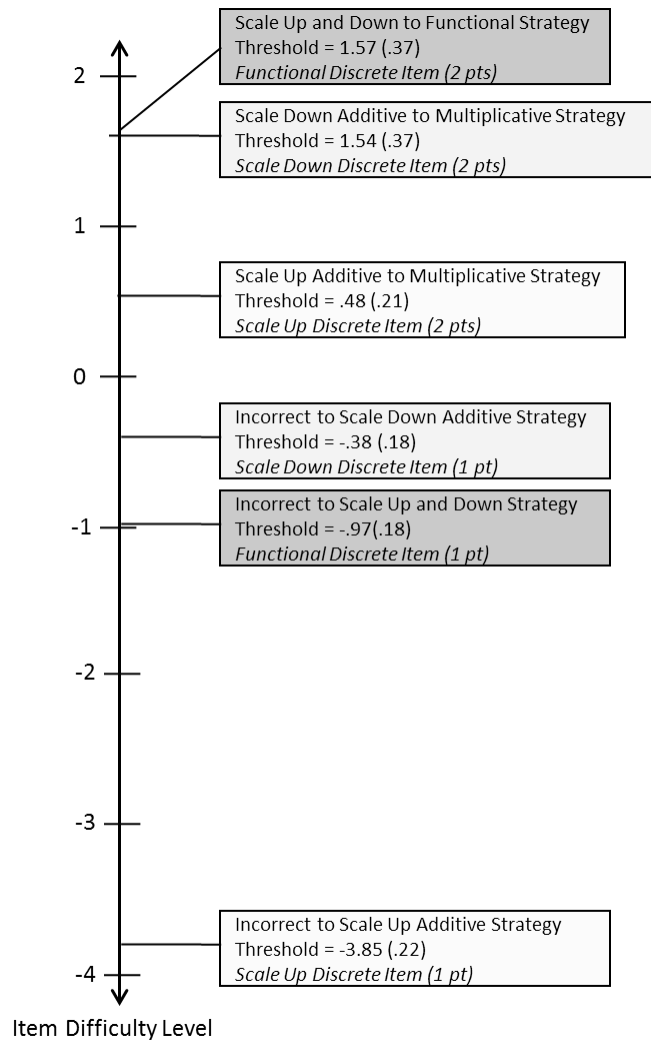 Scale Up and Down to Functional Strategy
Threshold = 1.57 (.37)
Functional Discrete Item (2 pts)
2
Scale Down Additive to Multiplicative Strategy
Threshold = 1.54 (.37)
Scale Down Discrete Item (2 pts)
1
Scale Up Additive to Multiplicative Strategy
Threshold = .48 (.21)
Scale Up Discrete Item (2 pts)
0
Incorrect to Scale Down Additive Strategy
Threshold = -.38 (.18)
Scale Down Discrete Item (1 pt)
Incorrect to Scale Up and Down Strategy
Threshold = -.97(.18)
Functional Discrete Item (1 pt)
-1
-2
-3
Incorrect to Scale Up Additive Strategy
Threshold = -3.85 (.22)
Scale Up Discrete Item (1 pt)
-4
Item Difficulty Level